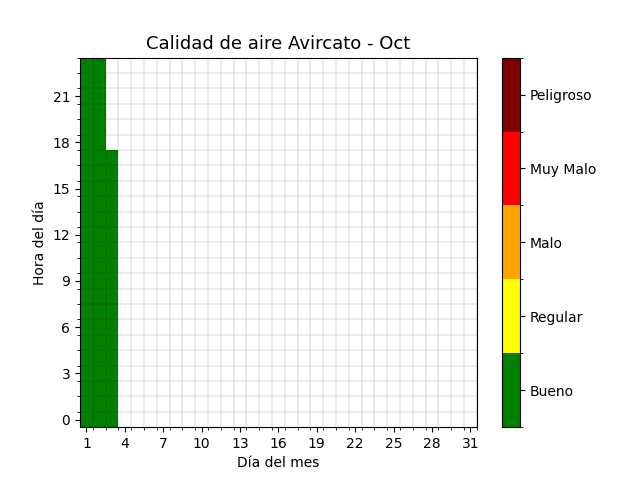 Calidad de aire Avircato - Oct
21
18
15
12
9
6
3
0
Hora del día
1 4 7 10 13 16 19 22 25 28 31
Día del mes
Peligroso
Muy Malo
Malo
Regular
Bueno